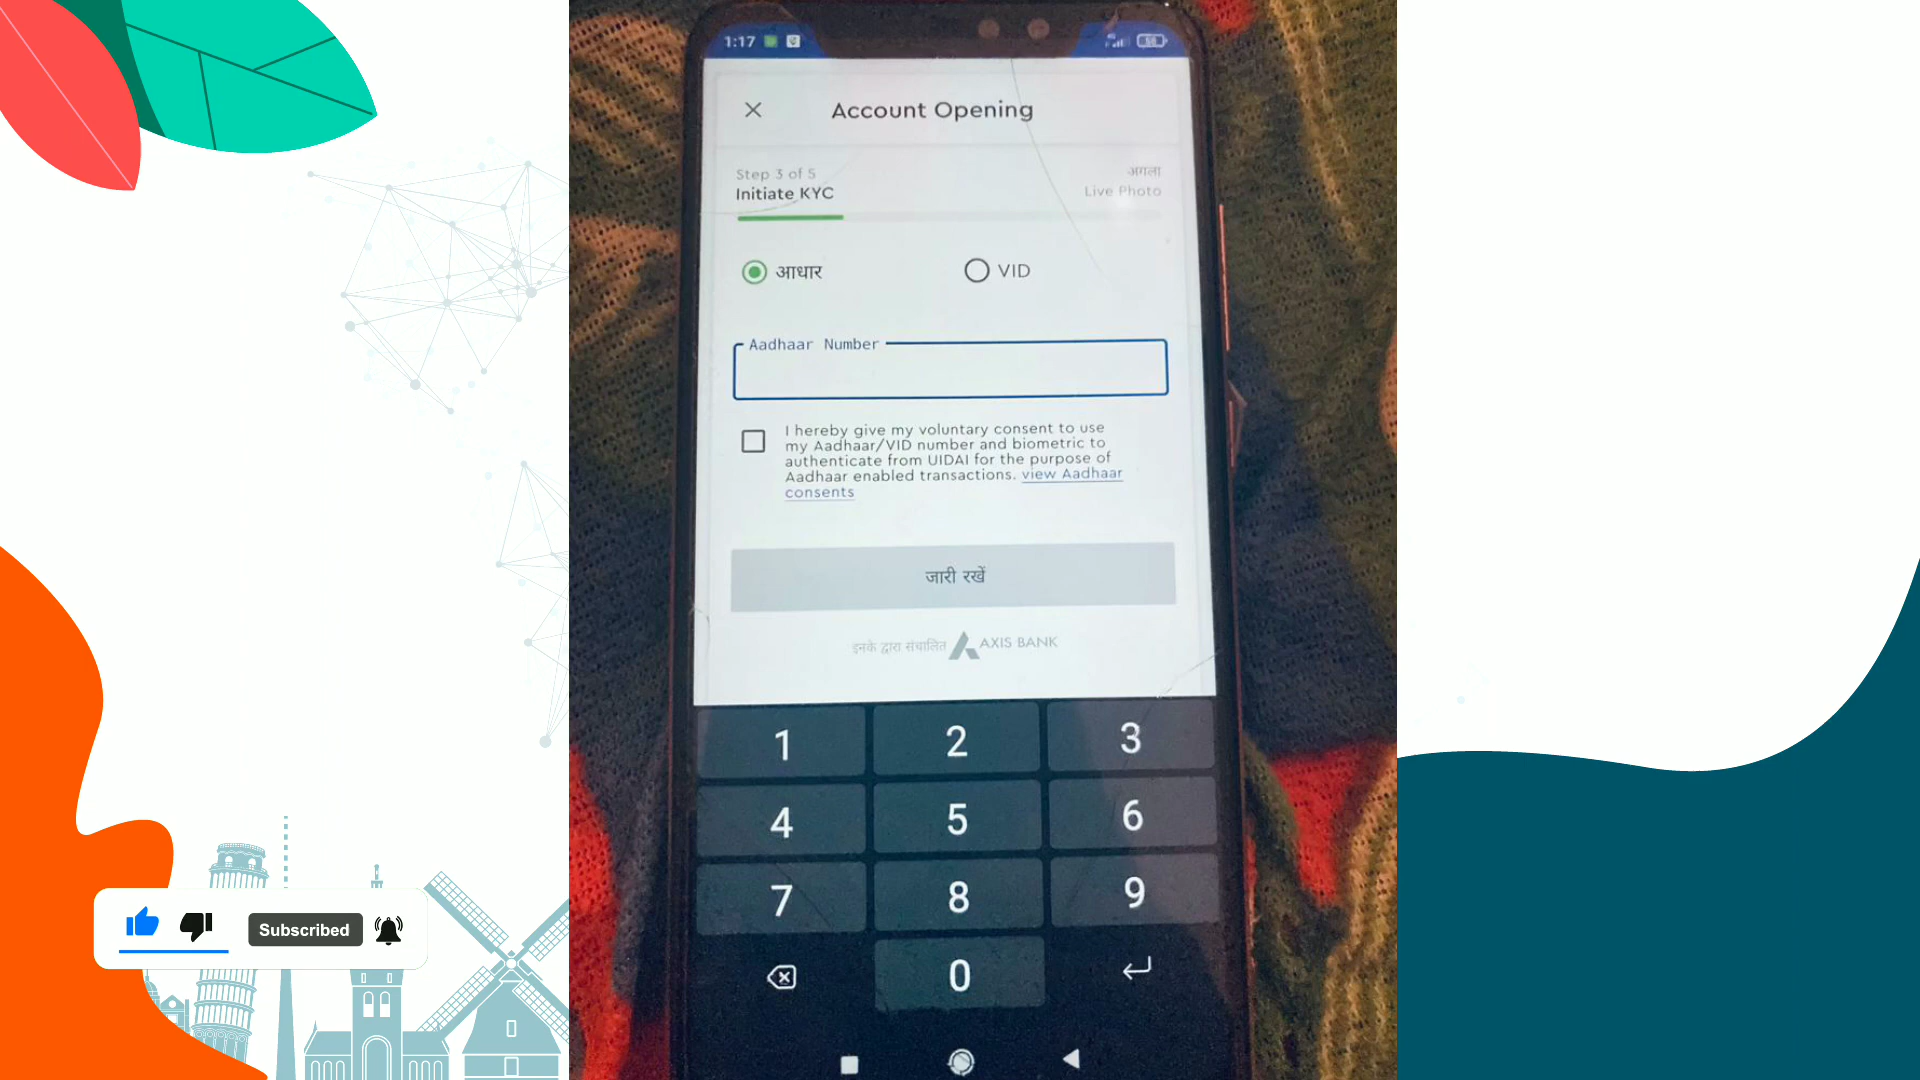 1:17
58
Account Opening
Step 3 of 5
Initiate KYC
अगला
Live Photo
आधार
VID
Aadhaar Number
I hereby give my voluntary consent to use
my Aadhaar/VID number and biometric to
authenticate from UIDAI for the purpose of
Aadhaar enabled transactions. view Aadhaar
consents
जारी रखें
इनके द्वारा संचालित AXIS BANK
1 2 3
4 5 6
7 8 9
0
Subscribed